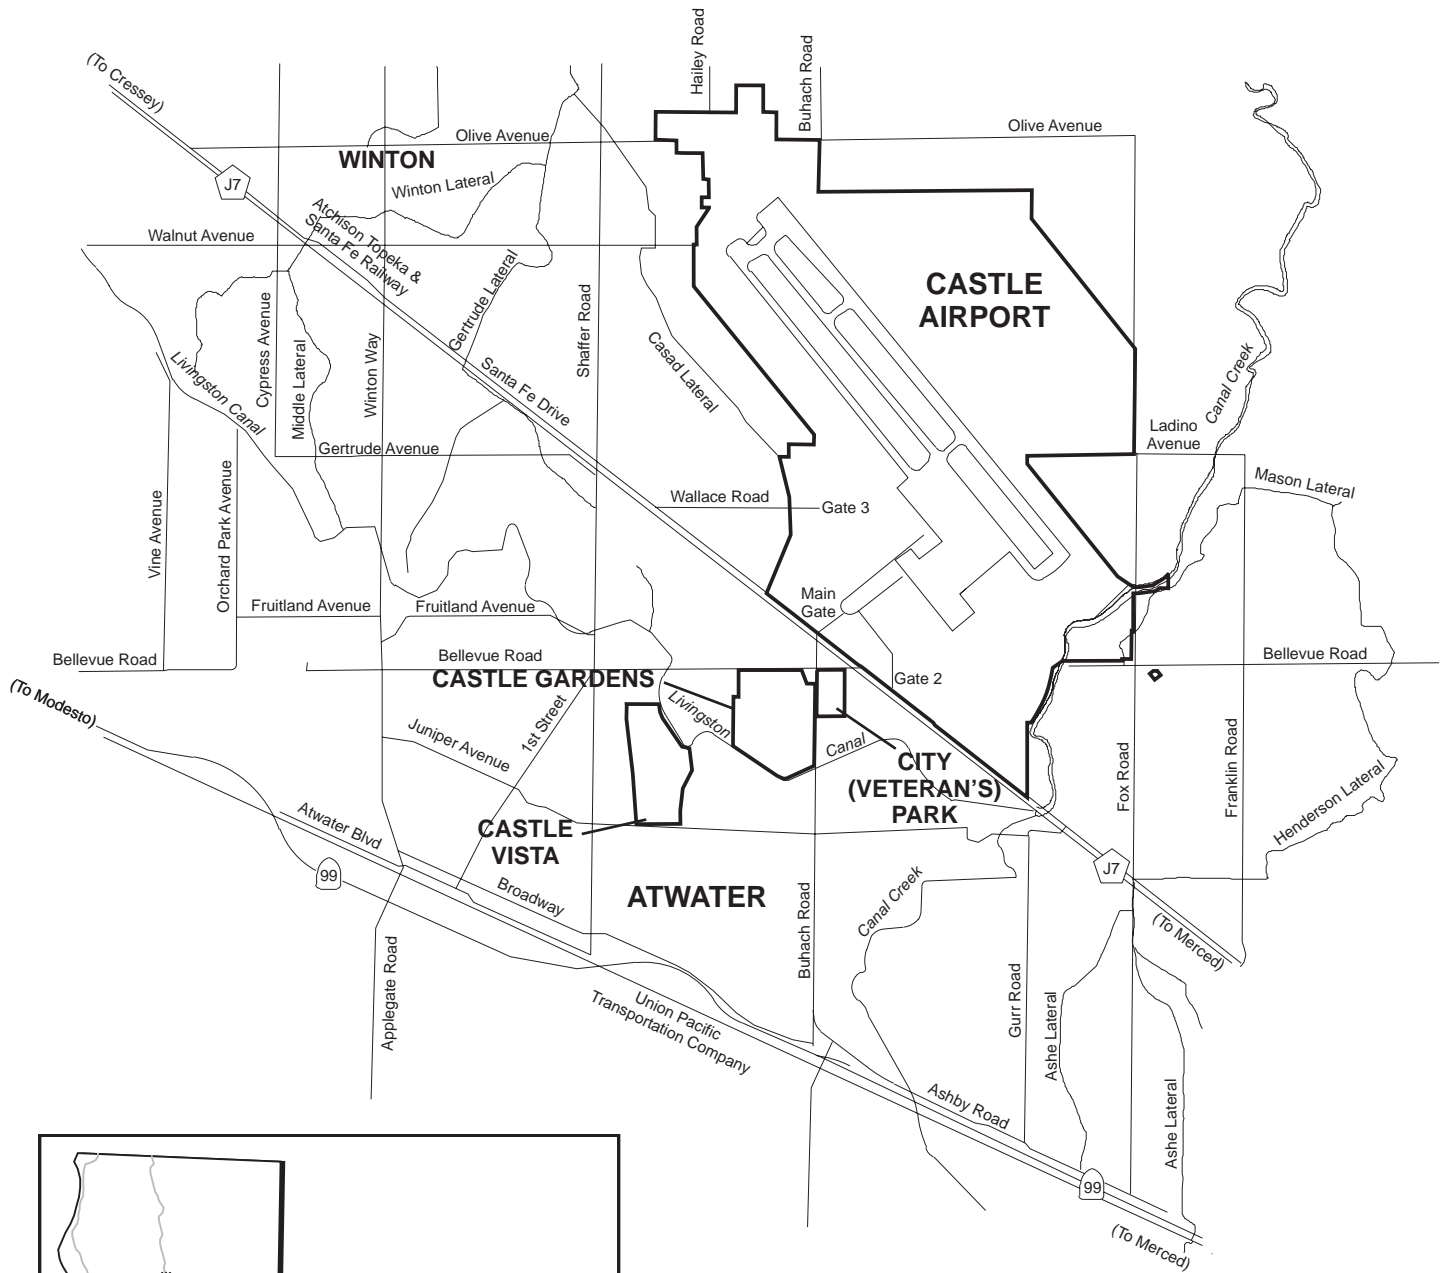 Hailey Road
Buhach Road
(To Cressey)
Olive Avenue
Olive Avenue
WINTON
J7
Winton Lateral
Atchison Topeka &
Santa Fe Railway
Walnut Avenue
Gertrude Lateral
CASTLE
AIRPORT
Cypress Avenue
Middle Lateral
Winton Way
Shaffer Road
Casad Lateral
Canal Creek
Livingston Canal
Santa Fe Drive
Ladino
Avenue
Gertrude Avenue
Mason Lateral
Wallace Road
Gate 3
Vine Avenue
Orchard Park Avenue
Main
Gate
Fruitland Avenue
Fruitland Avenue
Bellevue Road
Bellevue Road
Bellevue Road
CASTLE GARDENS
Gate 2
(To Modesto)
Livingston
Canal
1st Street
Juniper Avenue
CITY
(VETERAN'S)
PARK
Fox Road
Franklin Road
Henderson Lateral
Atwater Blvd
CASTLE
VISTA
99
J7
Broadway
ATWATER
Canal Creek
Buhach Road
(To Merced)
Applegate Road
Union Pacific
Transportation Company
Gurr Road
Ashe Lateral
Ashby Road
Ashe Lateral
99
(To Merced)